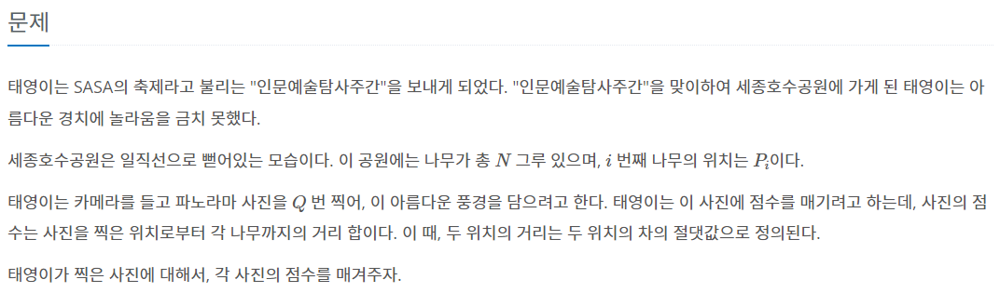 문제
태영이는 SASA의 축제라고 불리는 "인문예술탐사주간"을 보내게 되었다. "인문예술탐사주간"을 맞이하여 세종호수공원에 가게 된 태영이는 아
름다운 경치에 놀라움을 금치 못했다.
세종호수공원은 일직선으로 뻗어있는 모습이다. 이 공원에는 나무가 총 N 그루 있으며, i 번째 나무의 위치는 P_i이다.
태영이는 카메라를 들고 파노라마 사진을 Q 번 찍어, 이 아름다운 풍경을 담으려고 한다. 태영이는 이 사진에 점수를 매기려고 하는데, 사진의 점
수는 사진을 찍은 위치로부터 각 나무까지의 거리 합이다. 이 때, 두 위치의 거리는 두 위치의 차의 절댓값으로 정의된다.
태영이가 찍은 사진에 대해서, 각 사진의 점수를 매겨주자.